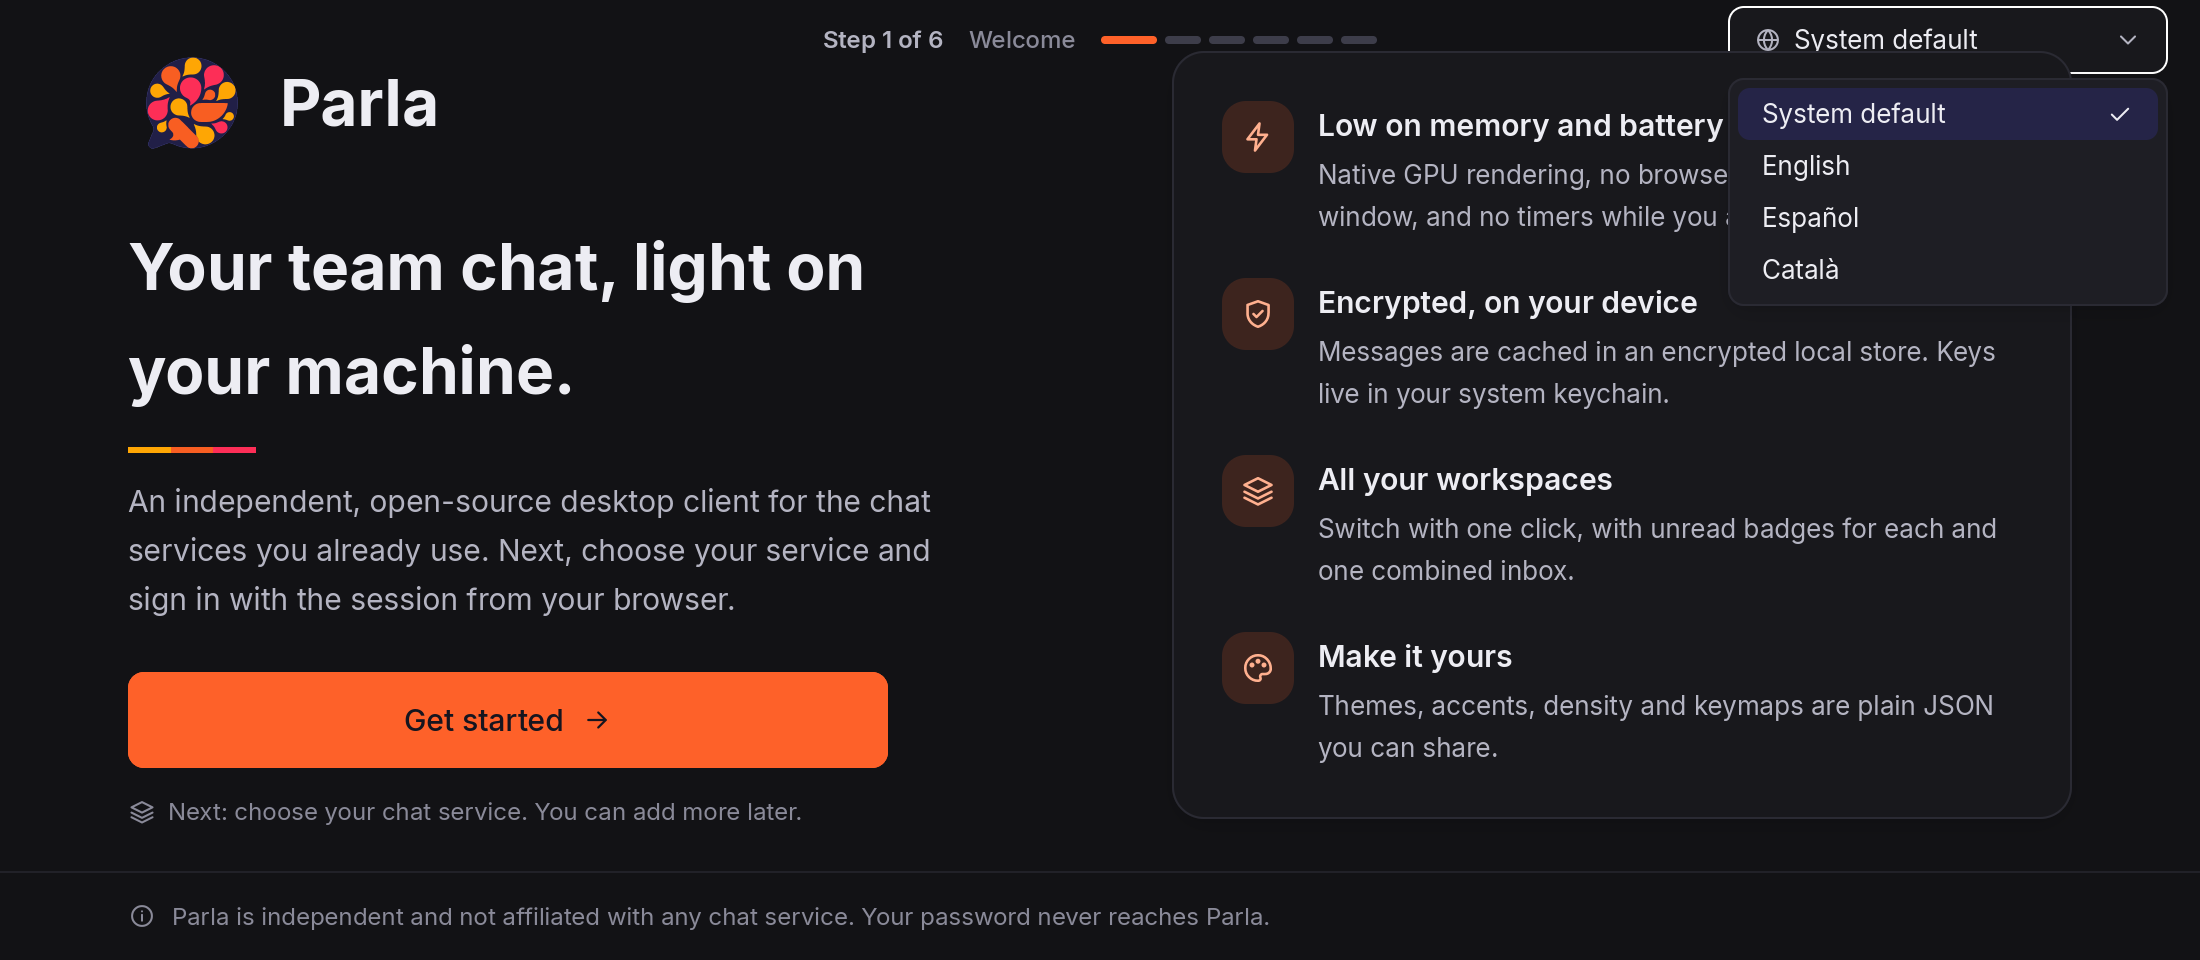 Step 1 of 6 Welcome
System default
Parla
Your team chat, light on
your machine.
An independent, open-source desktop client for the chat
services you already use. Next, choose your service and
sign in with the session from your browser.
Get started
Next: choose your chat service. You can add more later.
Low on memory and battery
Native GPU rendering, no
window, and no timers while you
Encrypted, on your device
Messages are cached in an encrypted local store. Keys
live in your system keychain.
All your workspaces
Switch with one click, with unread badges for each and
one combined inbox.
Make it yours
Themes, accents, density and keymaps are plain JSON
you can share.
System default
English
Español
Català
Parla is independent and not affiliated with any chat service. Your password never reaches Parla.